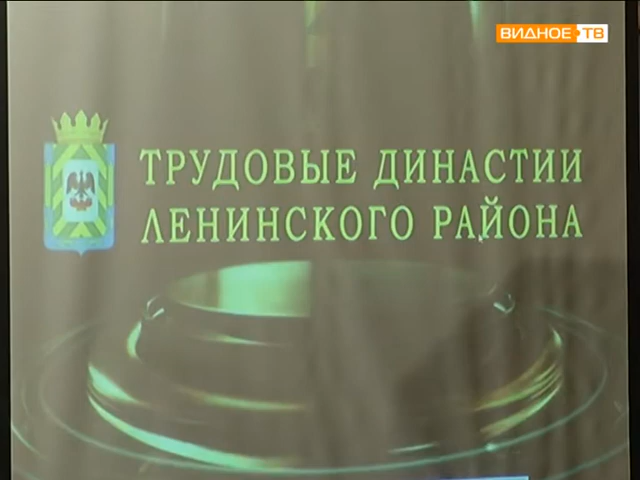 ВИДНОЕ ТВ
ТРУДОВЫЕ ДИНАСТИИ
ЛЕНИНСКОГО РАЙОНА